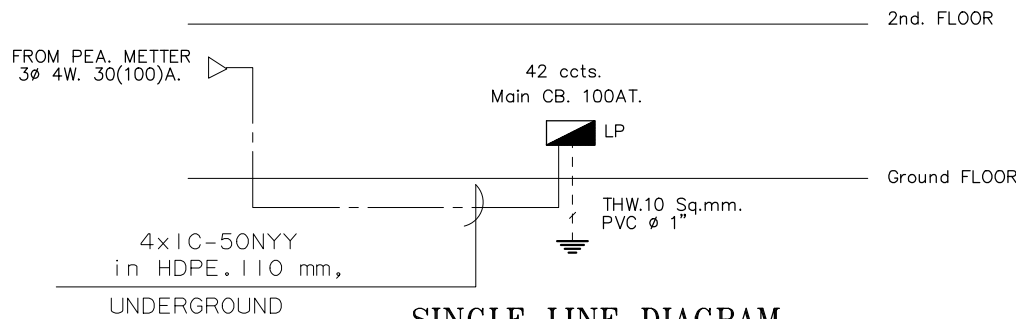 2nd. FLOOR
FROM PEA. METTER
3ø 4W. 30(100)A.
42 ccts.
Main CB. 100AT.
LP
Ground FLOOR
THW.10 Sq.mm.
PVC ø 1"
4x1C-50NYY
in HDPE.110 mm,
UNDERGROUND
SINGLE LINE DIAGRAM